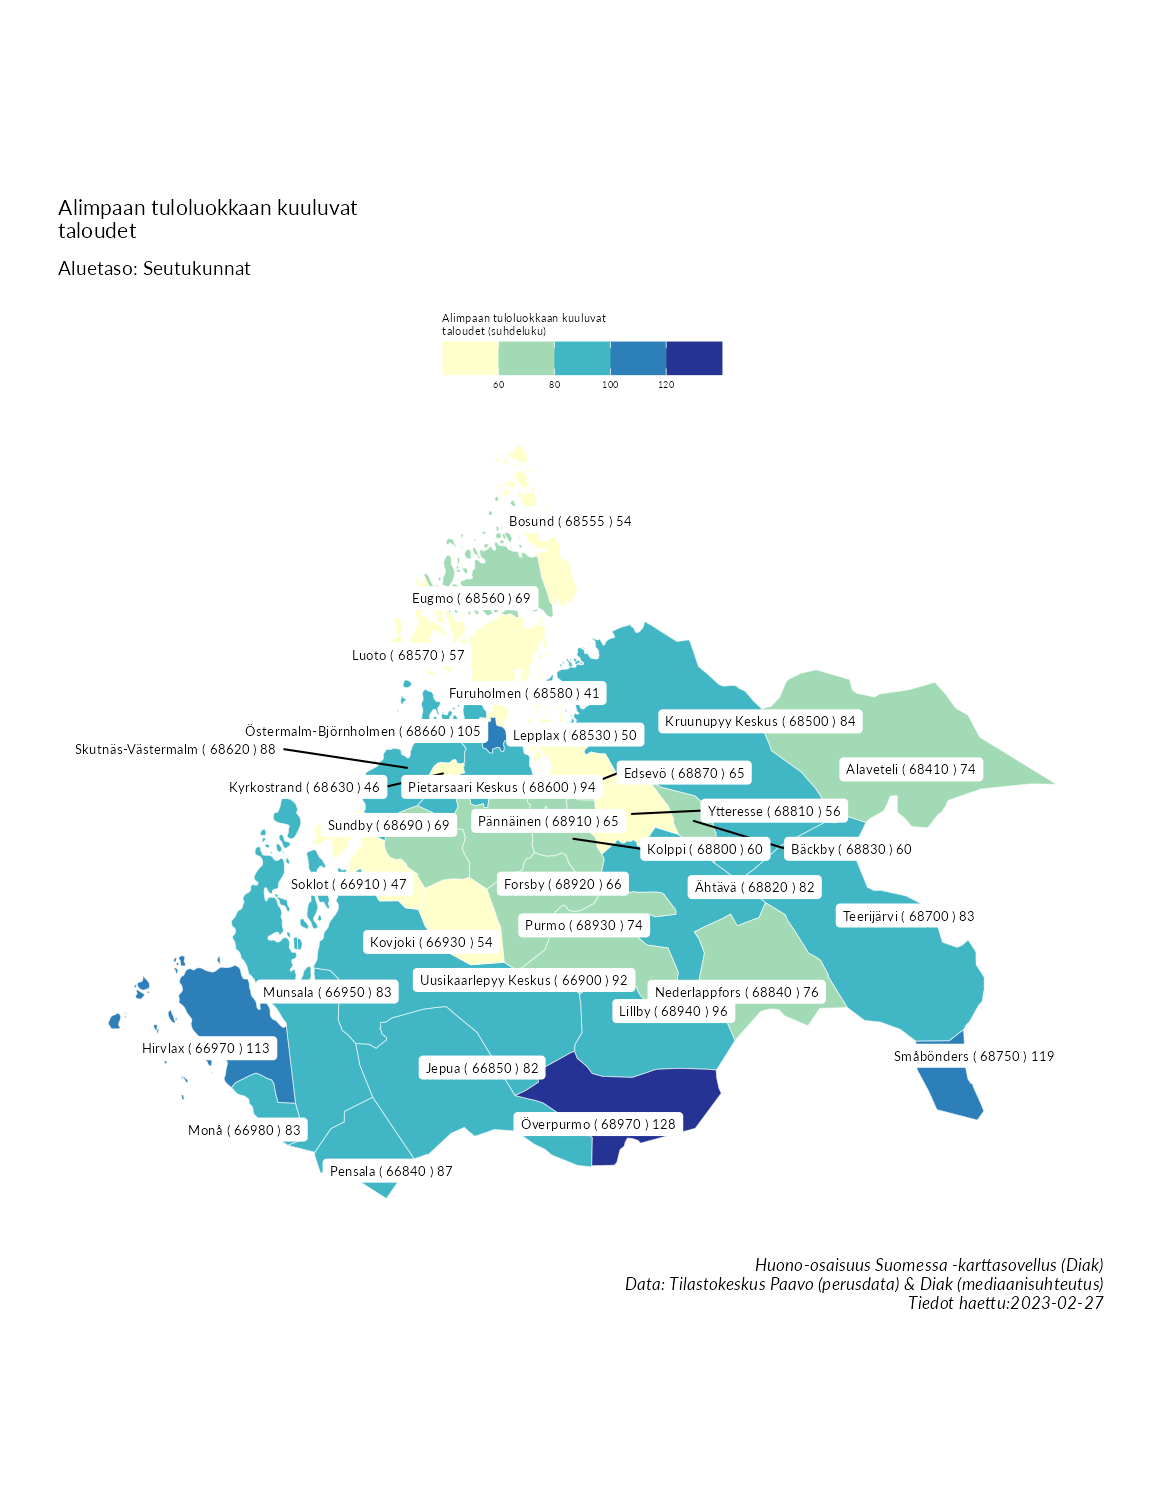 Alimpaan tuloluokkaan kuuluvat
taloudet
Aluetaso: Seutukunnat
Alimpaan tuloluokkaan kuuluvat
taloudet (suhdeluku)
60 80 100 120
Bosund ( 68555 ) 54
Eugmo ( 68560 ) 69
Luoto ( 68570 ) 57
Furuholmen ( 68580 ) 41
Kruunupyy Keskus ( 68500 ) 84
Östermalm-Björnholmen ( 68660 ) 105
Lepplax ( 68530 ) 50
Skutnäs-Västermalm ( 68620 ) 88
Alaveteli ( 68410 ) 74
Edsevö ( 68870 ) 65
Kyrkostrand ( 68630 ) 46
Pietarsaari Keskus ( 68600 ) 94
Ytteresse ( 68810 ) 56
Pännäinen ( 68910 ) 65
Sundby ( 68690 ) 69
Kolppi ( 68800 ) 60
Bäckby ( 68830 ) 60
Soklot ( 66910 ) 47
Forsby ( 68920 ) 66
Ähtävä ( 68820 ) 82
Teerijärvi ( 68700 ) 83
Purmo ( 68930 ) 74
Kovjoki ( 66930 ) 54
Uusikaarlepyy Keskus ( 66900 ) 92
Munsala ( 66950 ) 83
Nederlappfors ( 68840 ) 76
Lillby ( 68940 ) 96
Hirvlax ( 66970 ) 113
Småbönders ( 68750 ) 119
Jepua ( 66850 ) 82
Överpurmo ( 68970 ) 128
Monå ( 66980 ) 83
Pensala ( 66840 ) 87
Huono-osaisuus Suomessa -karttasovellus (Diak)
Data: Tilastokeskus Paavo (perusdata) & Diak (mediaanisuhteutus)
Tiedot haettu:2023-02-27